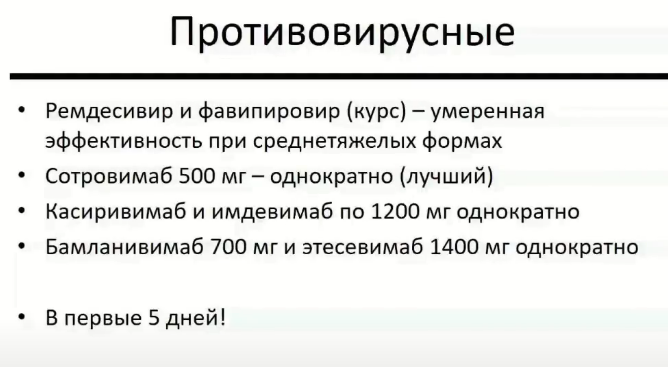 Противовирусные
• Ремдесивир и фавипировир (курс) – умеренная
эффективность при среднетяжелых формах
• Сотровимаб 500 мг – однократно (лучший)
• Касиривимаб и имдевимаб по 1200 мг однократно
• Бамланивимаб 700 мг и этесевимаб 1400 мг однократно
• В первые 5 дней!